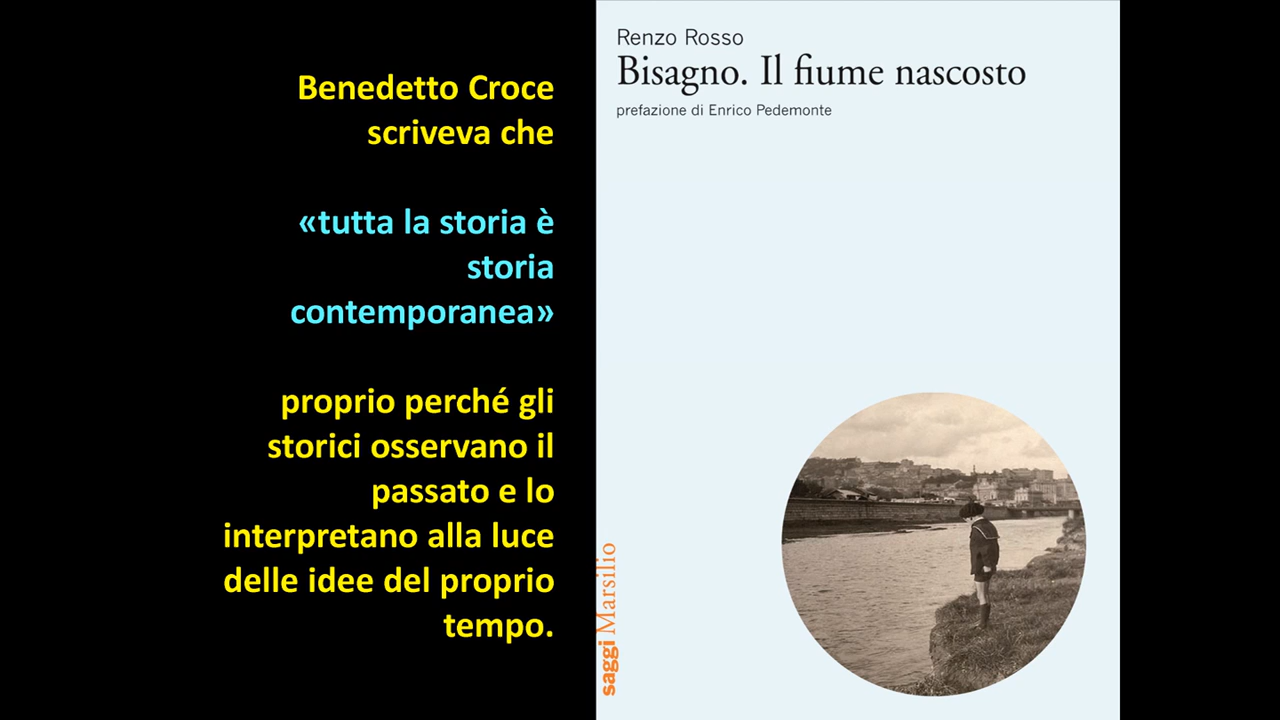 Benedetto Croce
scriveva che
«tutta la storia è
storia
contemporanea»
proprio perché gli
storici osservano il
passato e lo
interpretano alla luce
delle idee del proprio
tempo.
Renzo Rosso
Bisagno. Il fiume nascosto
prefazione di Enrico Pedemonte
saggi Marsilio